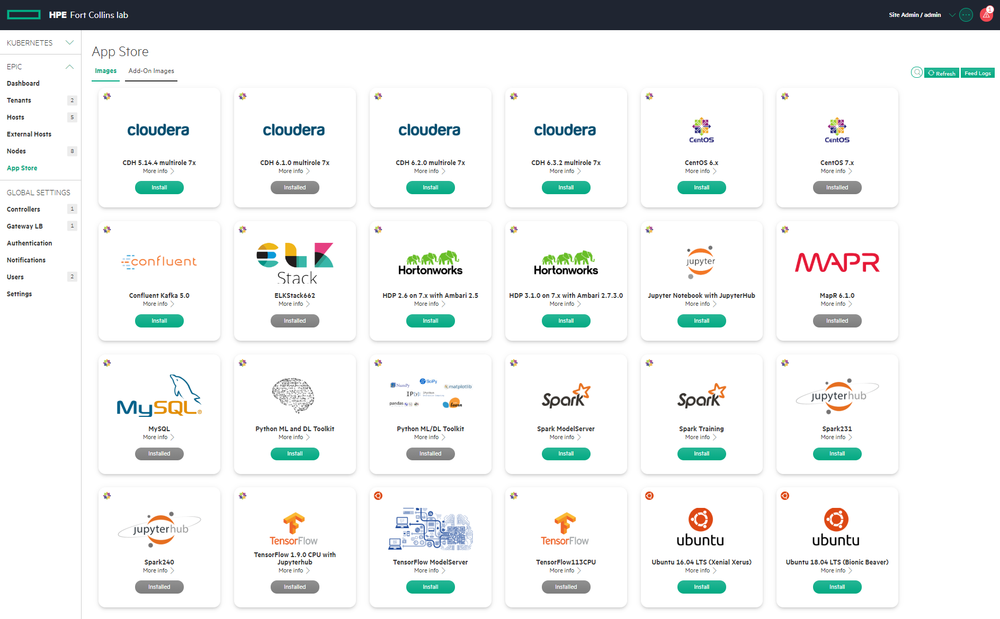 HPE Fort Collins lab
Site Admin / admin
1
KUBERNETES
EPIC
Dashboard
Tenants 2
Hosts 5
External Hosts
Nodes 8
App Store
GLOBAL SETTINGS
Controllers 1
Gateway LB 1
Authentication
Notifications
Users 2
Settings
App Store
Images Add-On Images
Refresh Feed Logs
cloudera
CDH 5.14.4 multirole 7x
More info
Install
cloudera
CDH 6.1.0 multirole 7x
More info
Installed
cloudera
CDH 6.2.0 multirole 7x
More info
Install
cloudera
CDH 6.3.2 multirole 7x
More info
Install
CentOS
CentOS 6.x
More info
Install
CentOS
CentOS 7.x
More info
Installed
confluent
Confluent Kafka 5.0
More info
Install
ELK
Stack
ELKStack662
More info
Installed
Hortonworks
HDP 2.6 on 7.x with Ambari 2.5
More info
Install
Hortonworks
HDP 3.1.0 on 7.x with Ambari 2.7.3.0
More info
Install
jupyter
Jupyter Notebook with JupyterHub
More info
Install
MAPR
MapR 6.1.0
More info
Installed
MySQL®
MySQL
More info
Installed
Python ML and DL Toolkit
More info
Install
NumPy
SciPy
matplotlib
IP[y]: IPython
pandas
learn
Python ML/DL Toolkit
More info
Installed
Spark
Spark ModelServer
More info
Install
Spark
Spark Training
More info
Install
jupyterhub
Spark231
More info
Install
jupyterhub
Spark240
More info
Installed
TensorFlow
TensorFlow 1.9.0 CPU with
Jupyterhub
More info
Installed
TensorFlow ModelServer
More info
Install
TensorFlow
TensorFlow113CPU
More info
Installed
ubuntu
Ubuntu 16.04 LTS (Xenial Xerus)
More info
Install
ubuntu
Ubuntu 18.04 LTS (Bionic Beaver)
More info
Install